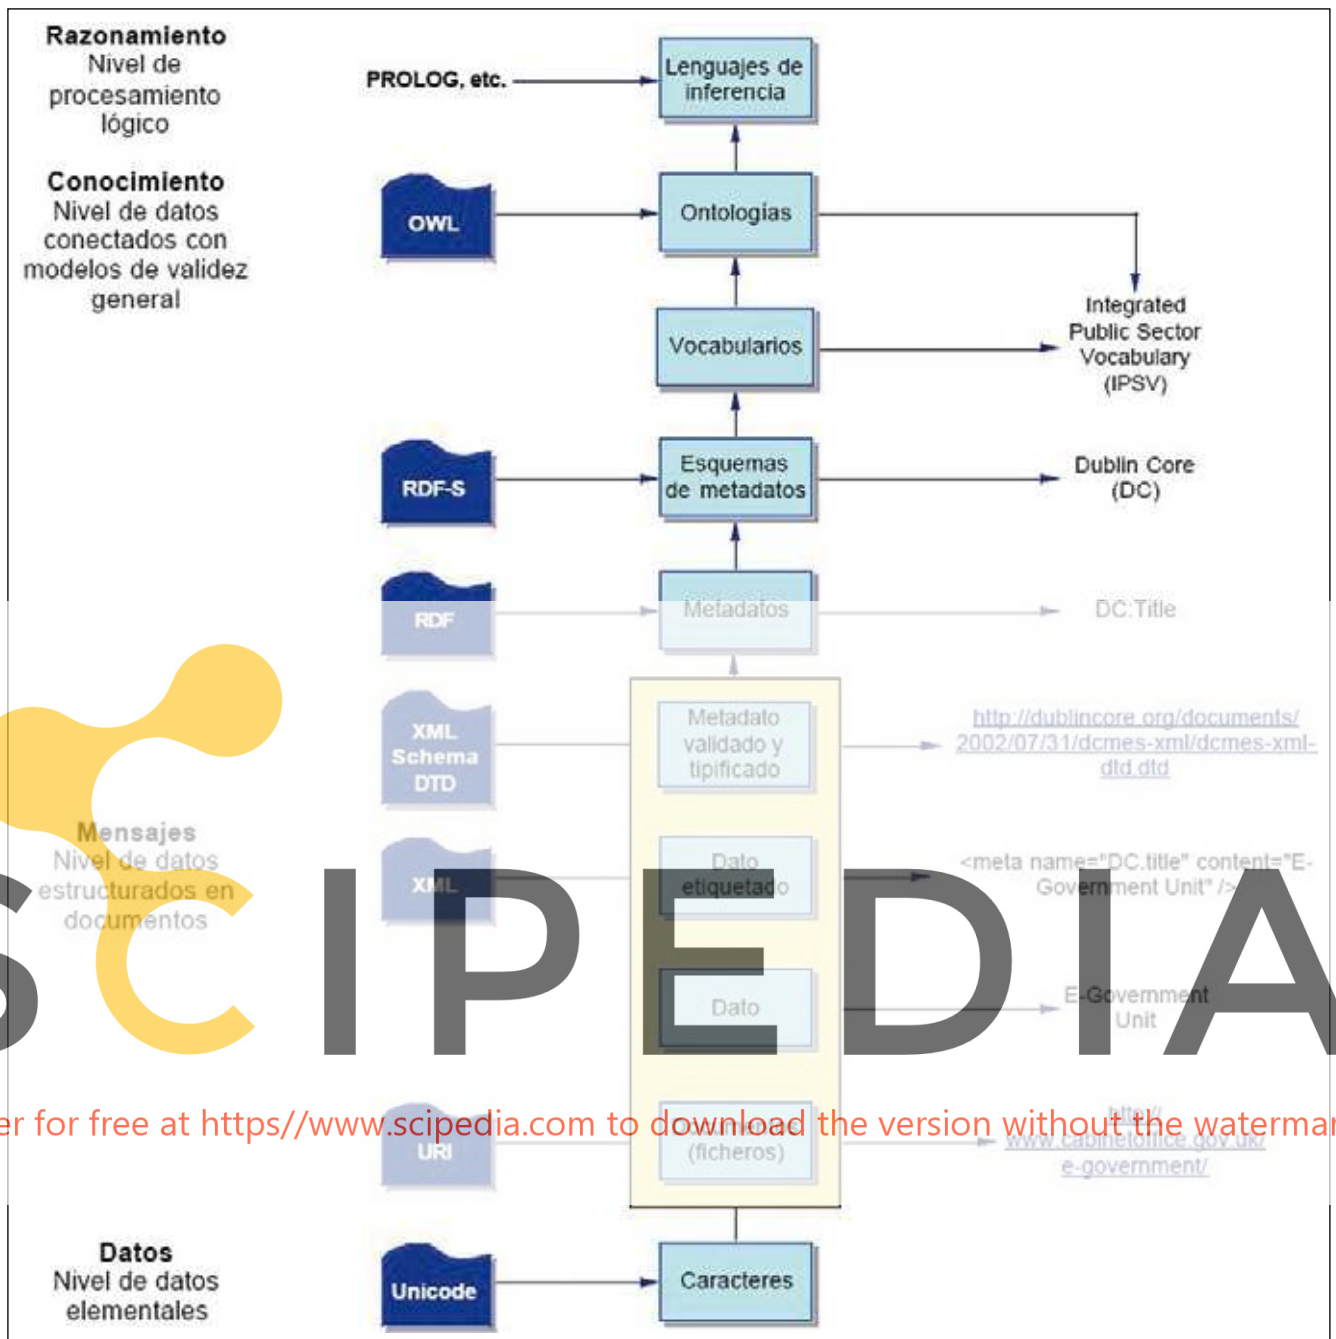 Razonamiento
Nivel de
procesamiento
lógico
PROLOG, etc.
Lenguajes de
inferencia
Conocimiento
Nivel de datos
conectados con
modelos de validez
general
OWL
Ontologías
Integrated
Public Sector
Vocabulary
(IPSV)
Vocabularios
RDF-S
Esquemas
de metadatos
Dublin Core
(DC)
RDF
Metadatos
DC:Title
XML
Schema
DTD
Metadato
validado y
tipificado
http://dublincore.org/documents/
2002/07/31/dcmes-xml/dcmes-xml-
dtd.dtd
Mensajes
Nivel de datos
estructurados en
documentos
XML
Dato
etiquetado
<meta name="DC.title" content="E-
Government Unit" />
SCIPEDIA
Dato
E-Government
Unit
er for free at https//www.scipedia.com to download the version without the watermar
URI
Documentos
(ficheros)
http://
www.cabinetoffice.gov.uk/
e-government/
Datos
Nivel de datos
elementales
Unicode
Caracteres